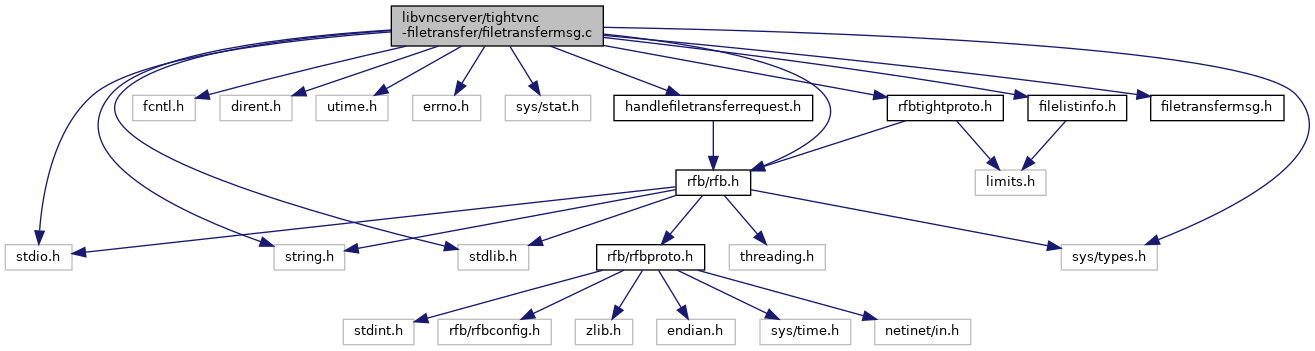 libvncserver/tightvnc
-filetransfer/filetransfermsg.c
fcntl.h
dirent.h
utime.h
errno.h
sys/stat.h
handlefiletransferrequest.h
rfbtightproto.h
filelistinfo.h
filetransfermsg.h
rfb/rfb.h
limits.h
stdio.h
string.h
stdlib.h
rfb/rfbproto.h
threading.h
sys/types.h
stdint.h
rfb/rfbconfig.h
zlib.h
endian.h
sys/time.h
netinet/in.h